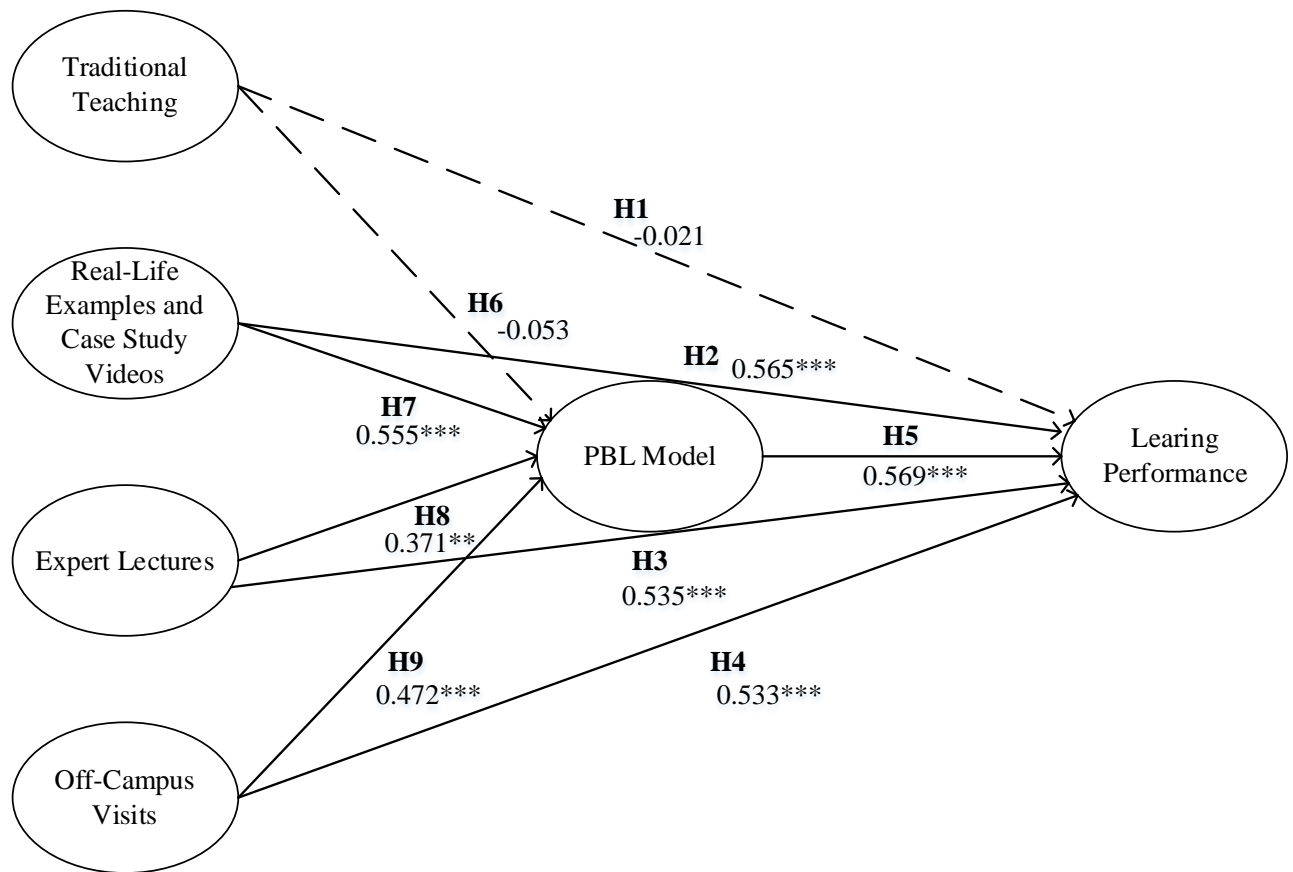 Traditional
Teaching
H1
-0.021
Real-Life
Examples and
Case Study
Videos
H6
-0.053
H2 0.565***
H7
0.555***
PBL Model
H5
0.569***
Learing
Performance
Expert Lectures
H8
0.371**
H3
0.535***
H9
0.472***
H4
0.533***
Off-Campus
Visits